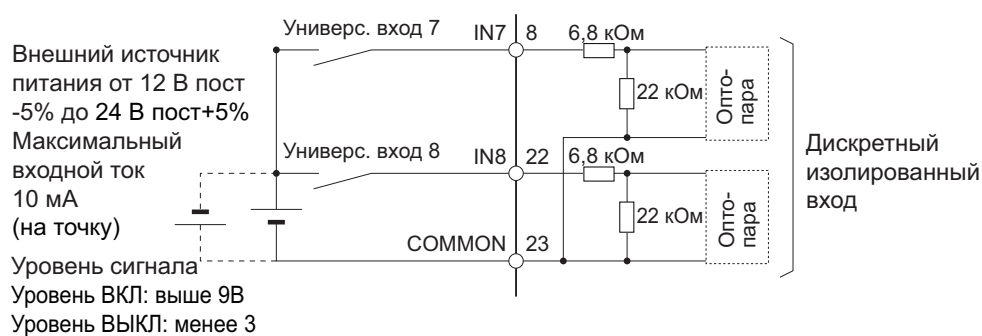 Внешний источник
питания от 12 В пост
-5% до 24 В пост+5%
Максимальный
входной ток
10 мА
(на точку)
Уровень сигнала
Уровень ВКЛ: выше 9В
Уровень ВЫКЛ: менее 3
Универс. вход 7
IN7 8
6,8 кОм
22 кОм
Опто-
пара
Универс. вход 8
IN8 22
6,8 кОм
22 кОм
Опто-
пара
COMMON 23
Дискретный
изолированный
вход